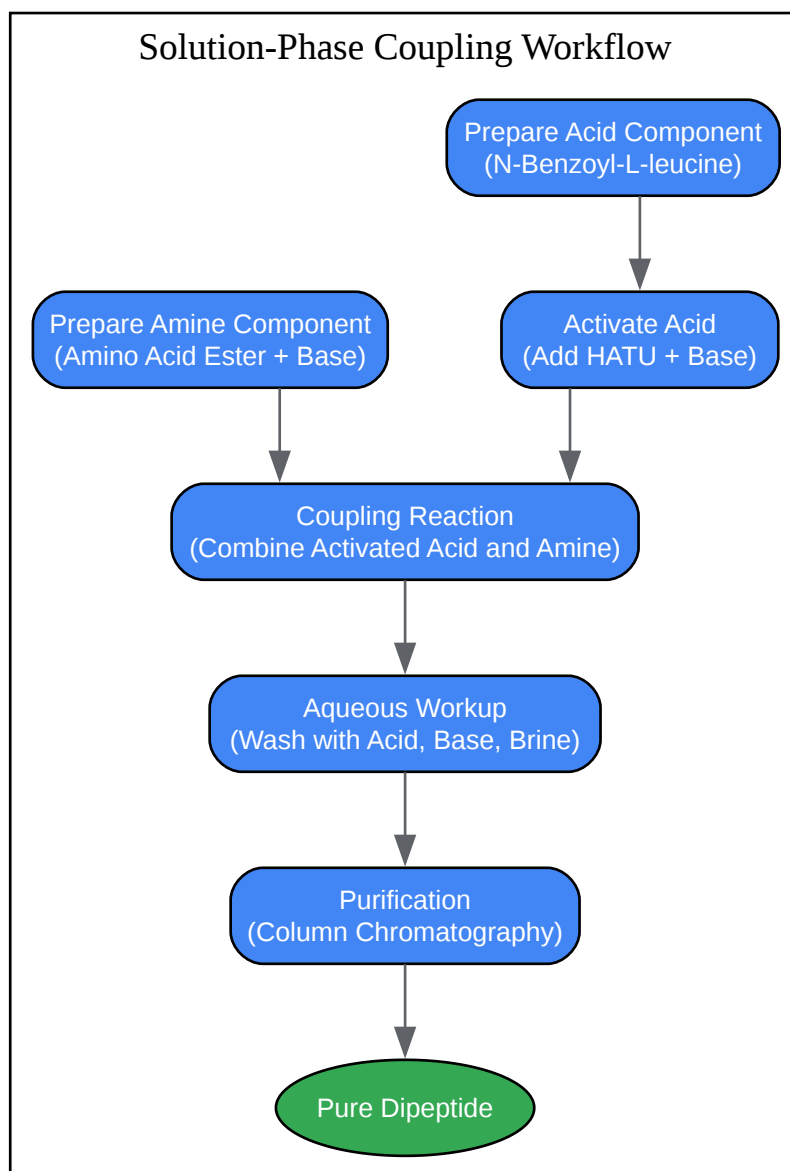 Solution-Phase Coupling Workflow
Prepare Acid Component
(N-Benzoyl-L-leucine)
Prepare Amine Component
(Amino Acid Ester + Base)
Activate Acid
(Add HATU + Base)
Coupling Reaction
(Combine Activated Acid and Amine)
Aqueous Workup
(Wash with Acid, Base, Brine)
Purification
(Column Chromatography)
Pure Dipeptide